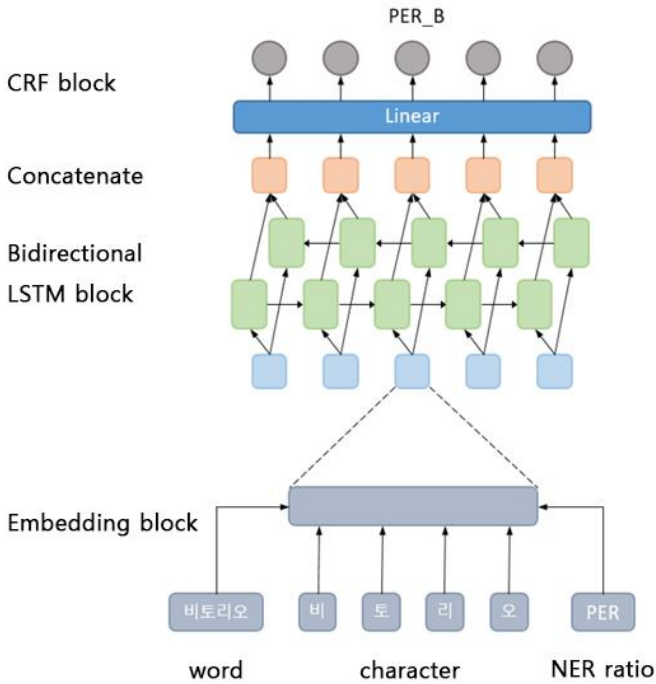 PER_B
CRF block
Linear
Concatenate
Bidirectional
LSTM block
Embedding block
비토리오
비
토
리
오
PER
word
character
NER ratio